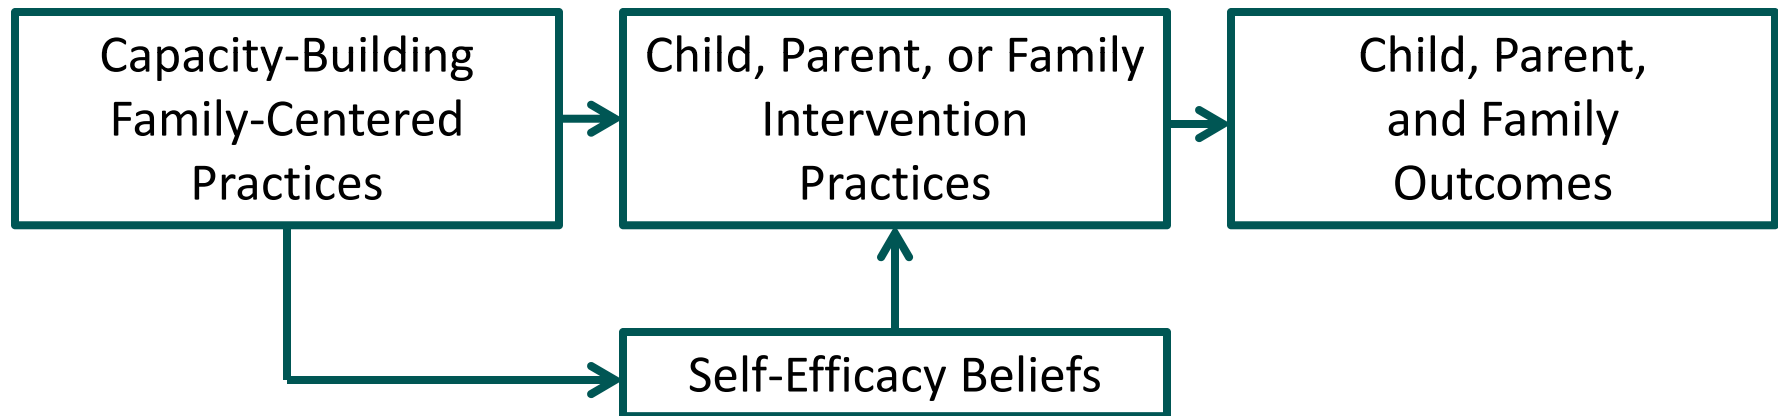 Capacity-Building
Family-Centered
Practices
Child, Parent, or Family
Intervention
Practices
Child, Parent,
and Family
Outcomes
Self-Efficacy Beliefs